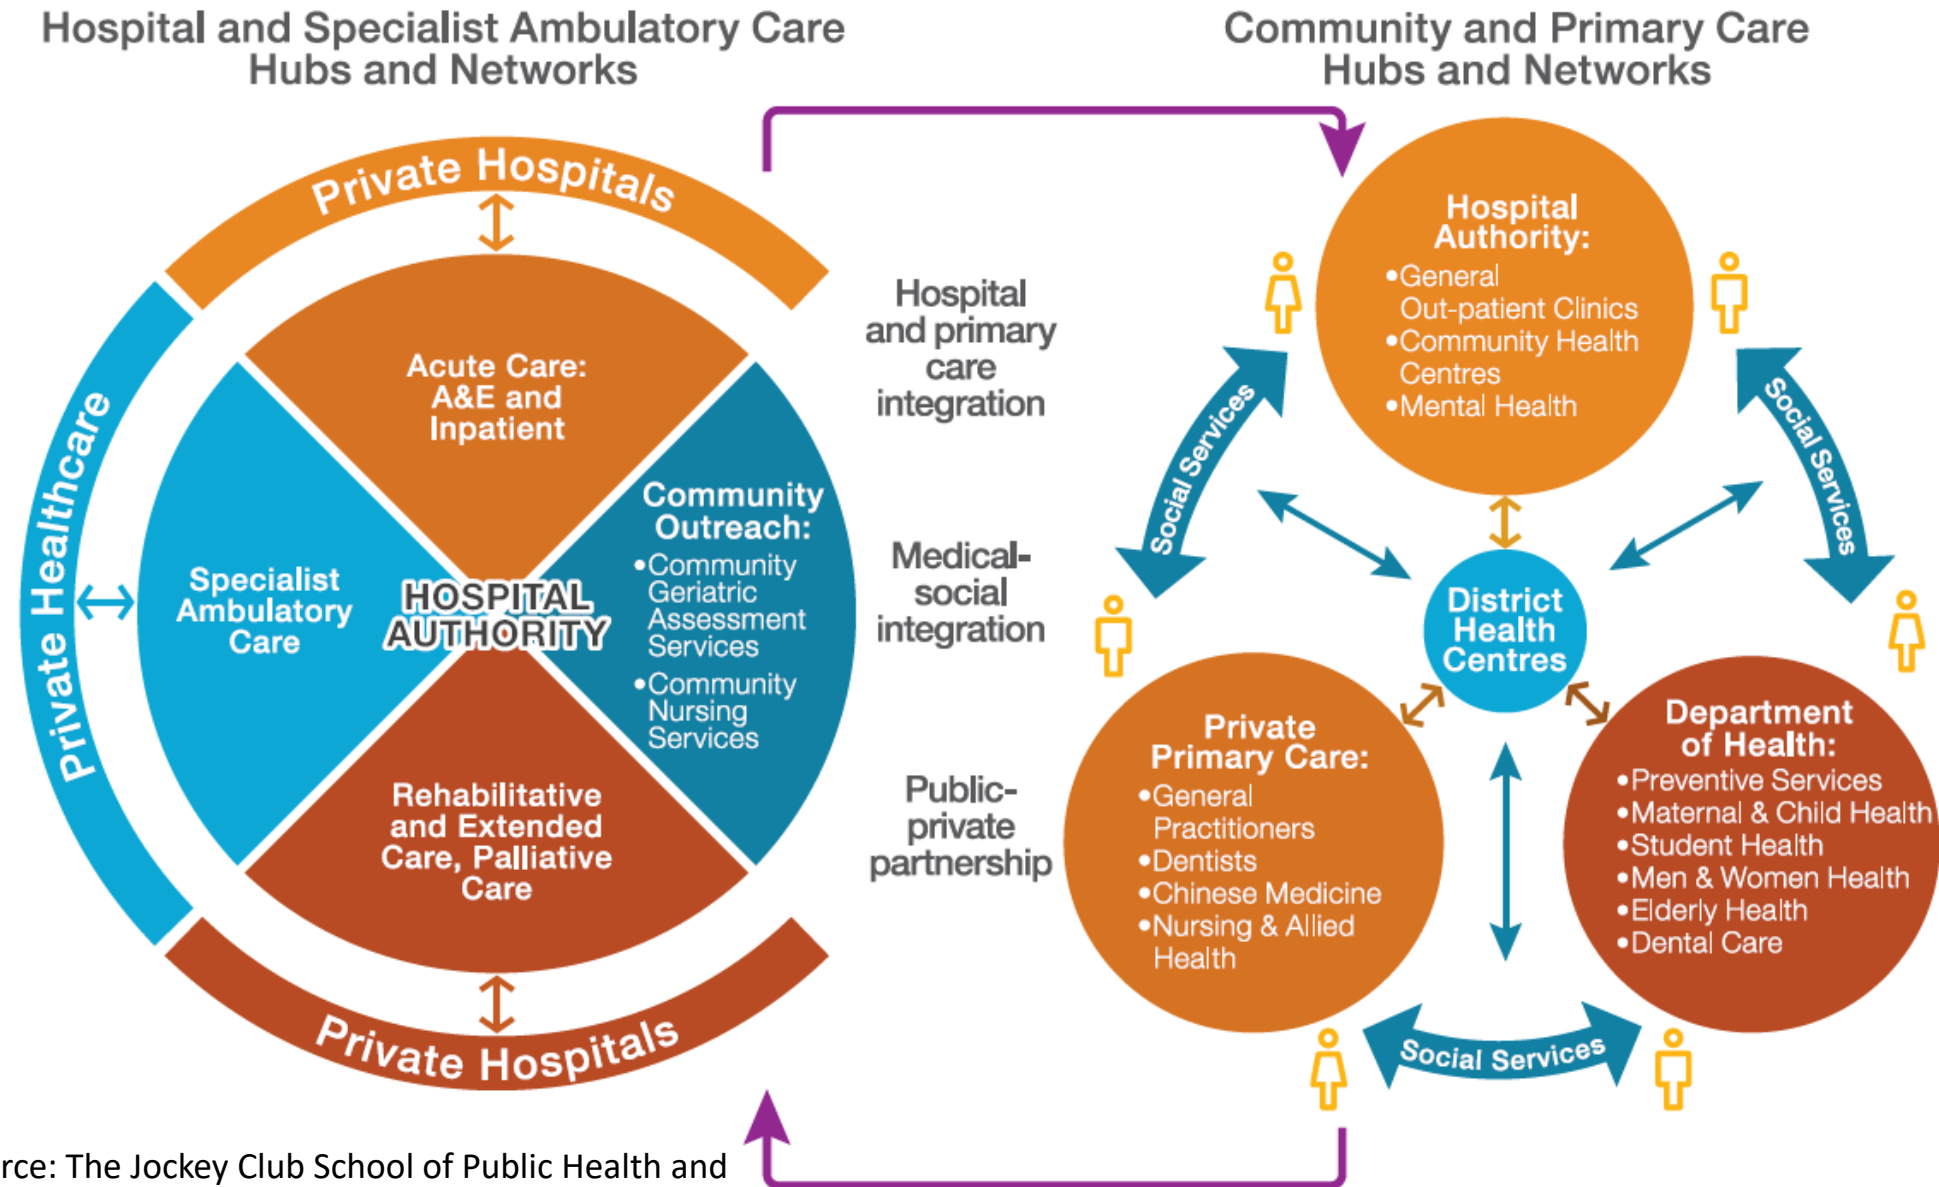 Hospital and Specialist Ambulatory Care
Hubs and Networks
Private Hospitals
Private Healthcare
Acute Care:
A&E and
Inpatient
Specialist
Ambulatory
Care
HOSPITAL
AUTHORITY
Community
Outreach:
•Community
Geriatric
Assessment
Services
•Community
Nursing
Services
Rehabilitative
and Extended
Care, Palliative
Care
Private Hospitals
Hospital
and primary
care
integration
Medical-
social
integration
Public-
private
partnership
Community and Primary Care
Hubs and Networks
Hospital
Authority:
•General
Out-patient Clinics
•Community Health
Centres
•Mental Health
Social Services
Social Services
District
Health
Centres
Private
Primary Care:
•General
Practitioners
•Dentists
•Chinese Medicine
•Nursing & Allied
Health
Department
of Health:
•Preventive Services
•Maternal & Child Health
•Student Health
•Men & Women Health
•Elderly Health
•Dental Care
Social Services
rce: The Jockey Club School of Public Health and